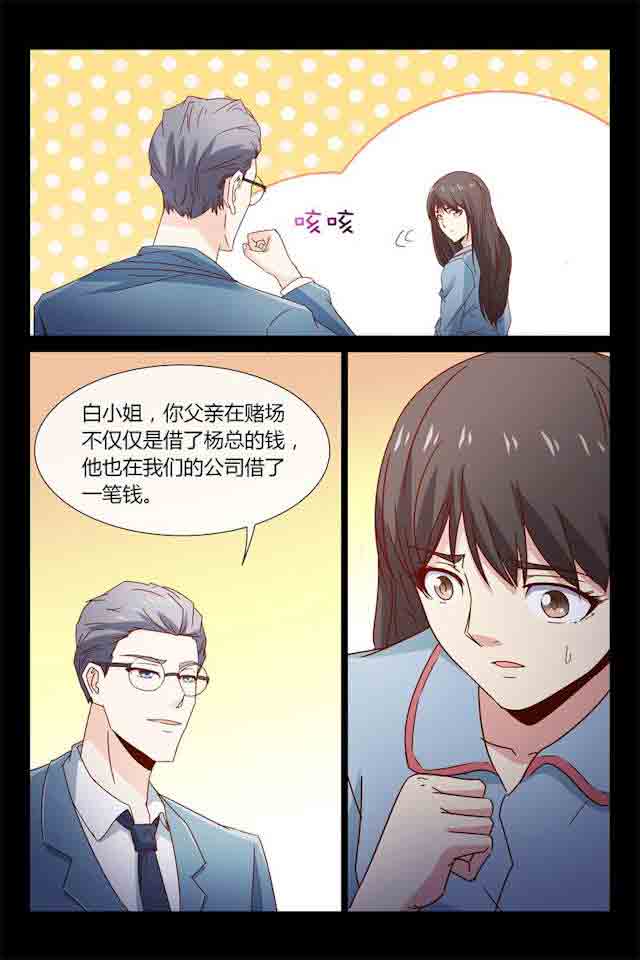 咳咳
白小姐，你父亲在赌场
不仅仅是借了杨总的钱，
他也在我们的公司借了
一笔钱。